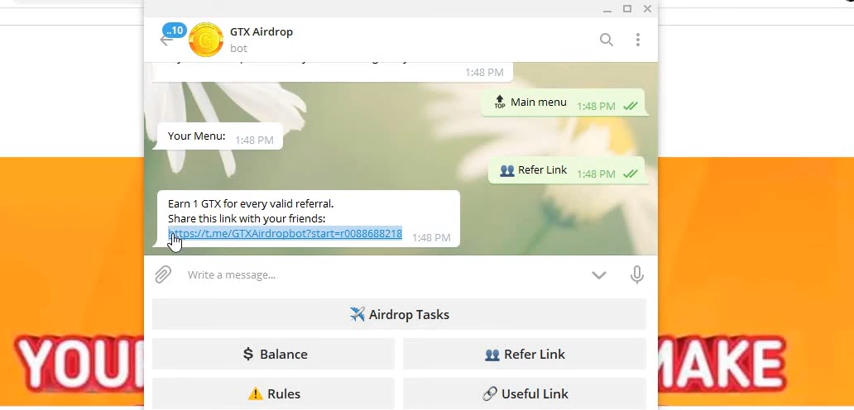 ..10
GTX Airdrop
bot
1:48 PM
TOP Main menu 1:48 PM
Your Menu: 1:48 PM
Refer Link 1:48 PM
Earn 1 GTX for every valid referral.
Share this link with your friends:
https://t.me/GTXAirdropbot?start=r0088688218 1:48 PM
Write a message...
Airdrop Tasks
$ Balance
Refer Link
YOU
MAKE
Rules
Useful Link